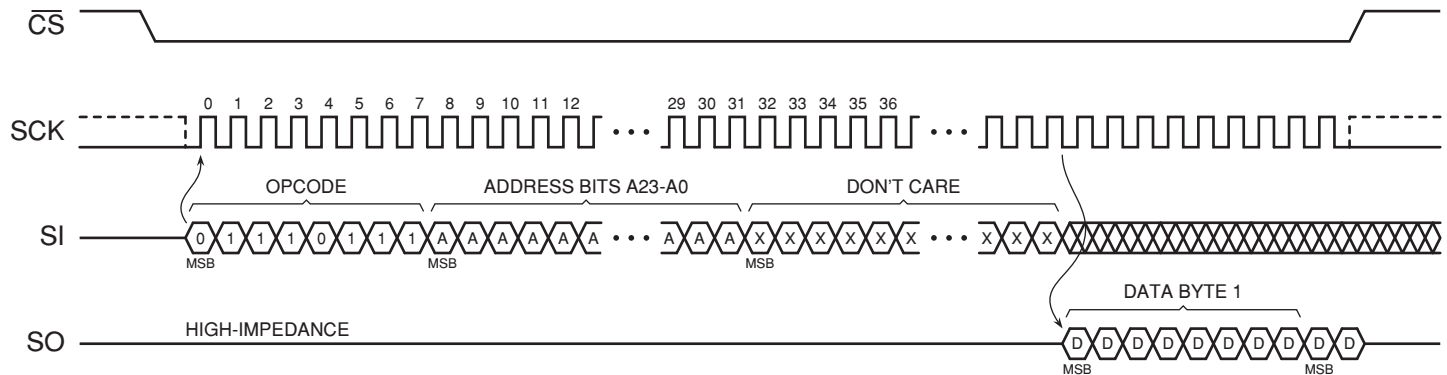 CS
0 1 2 3 4 5 6 7 8 9 10 11 12 29 30 31 32 33 34 35 36
SCK
OPCODE ADDRESS BITS A23-A0 DON'T CARE
SI 0 1 1 1 0 1 1 1 A A A A A A A A A X X X X X X X X X
MSB MSB MSB
DATA BYTE 1
HIGH-IMPEDANCE
SO D D D D D D D D D D
MSB MSB